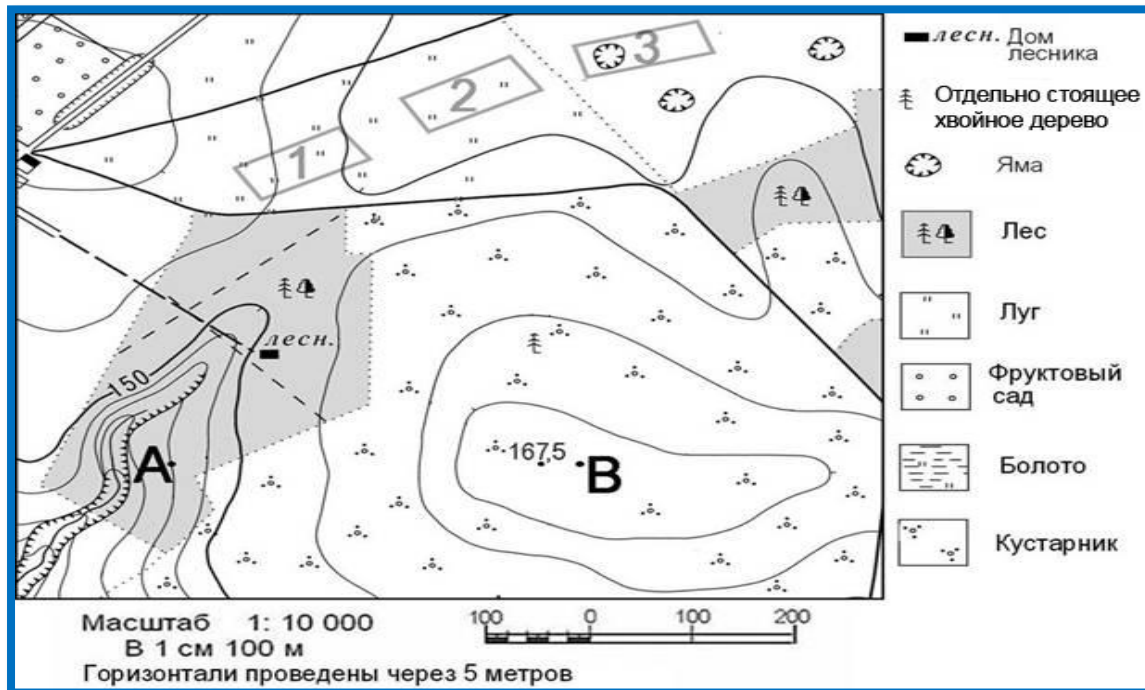 1
2
3
150
лесн.
А
167,5
В
лесн. Дом
лесника
Отдельно стоящее
хвойное дерево
Яма
Лес
Луг
Фруктовый
сад
Болото
Кустарник
Масштаб 1: 10 000
В 1 см 100 м
100 0 100 200
Горизонтали проведены через 5 метров